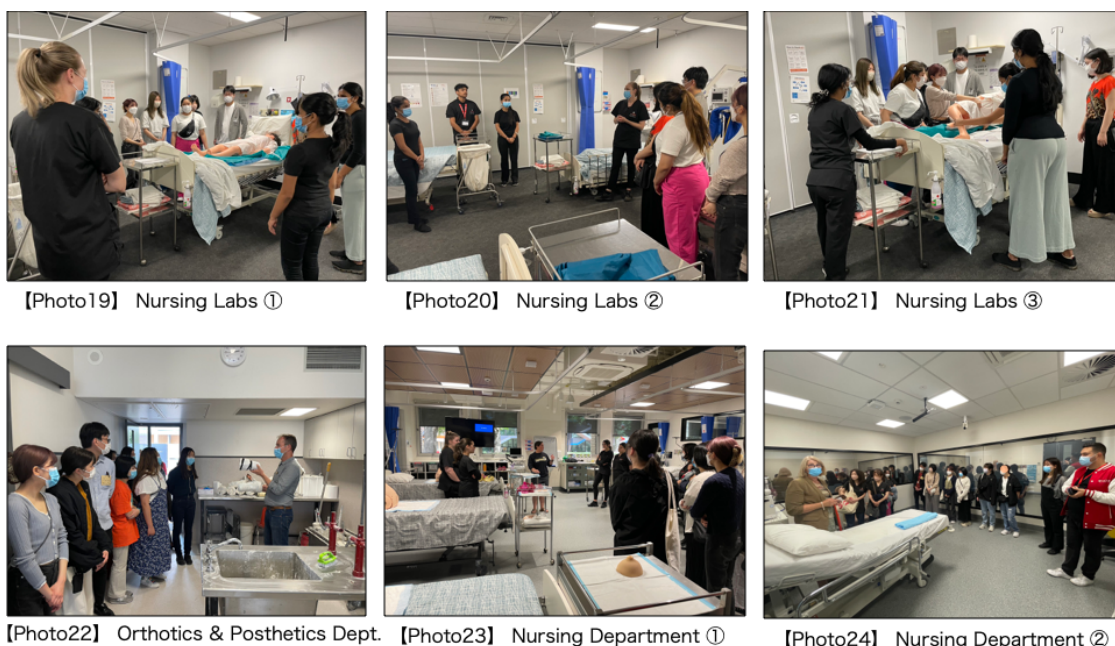 【Photo19】 Nursing Labs ①
【Photo20】 Nursing Labs ②
【Photo21】 Nursing Labs ③
【Photo22】 Orthotics & Posthetics Dept.
【Photo23】 Nursing Department ①
【Photo24】 Nursing Department ②